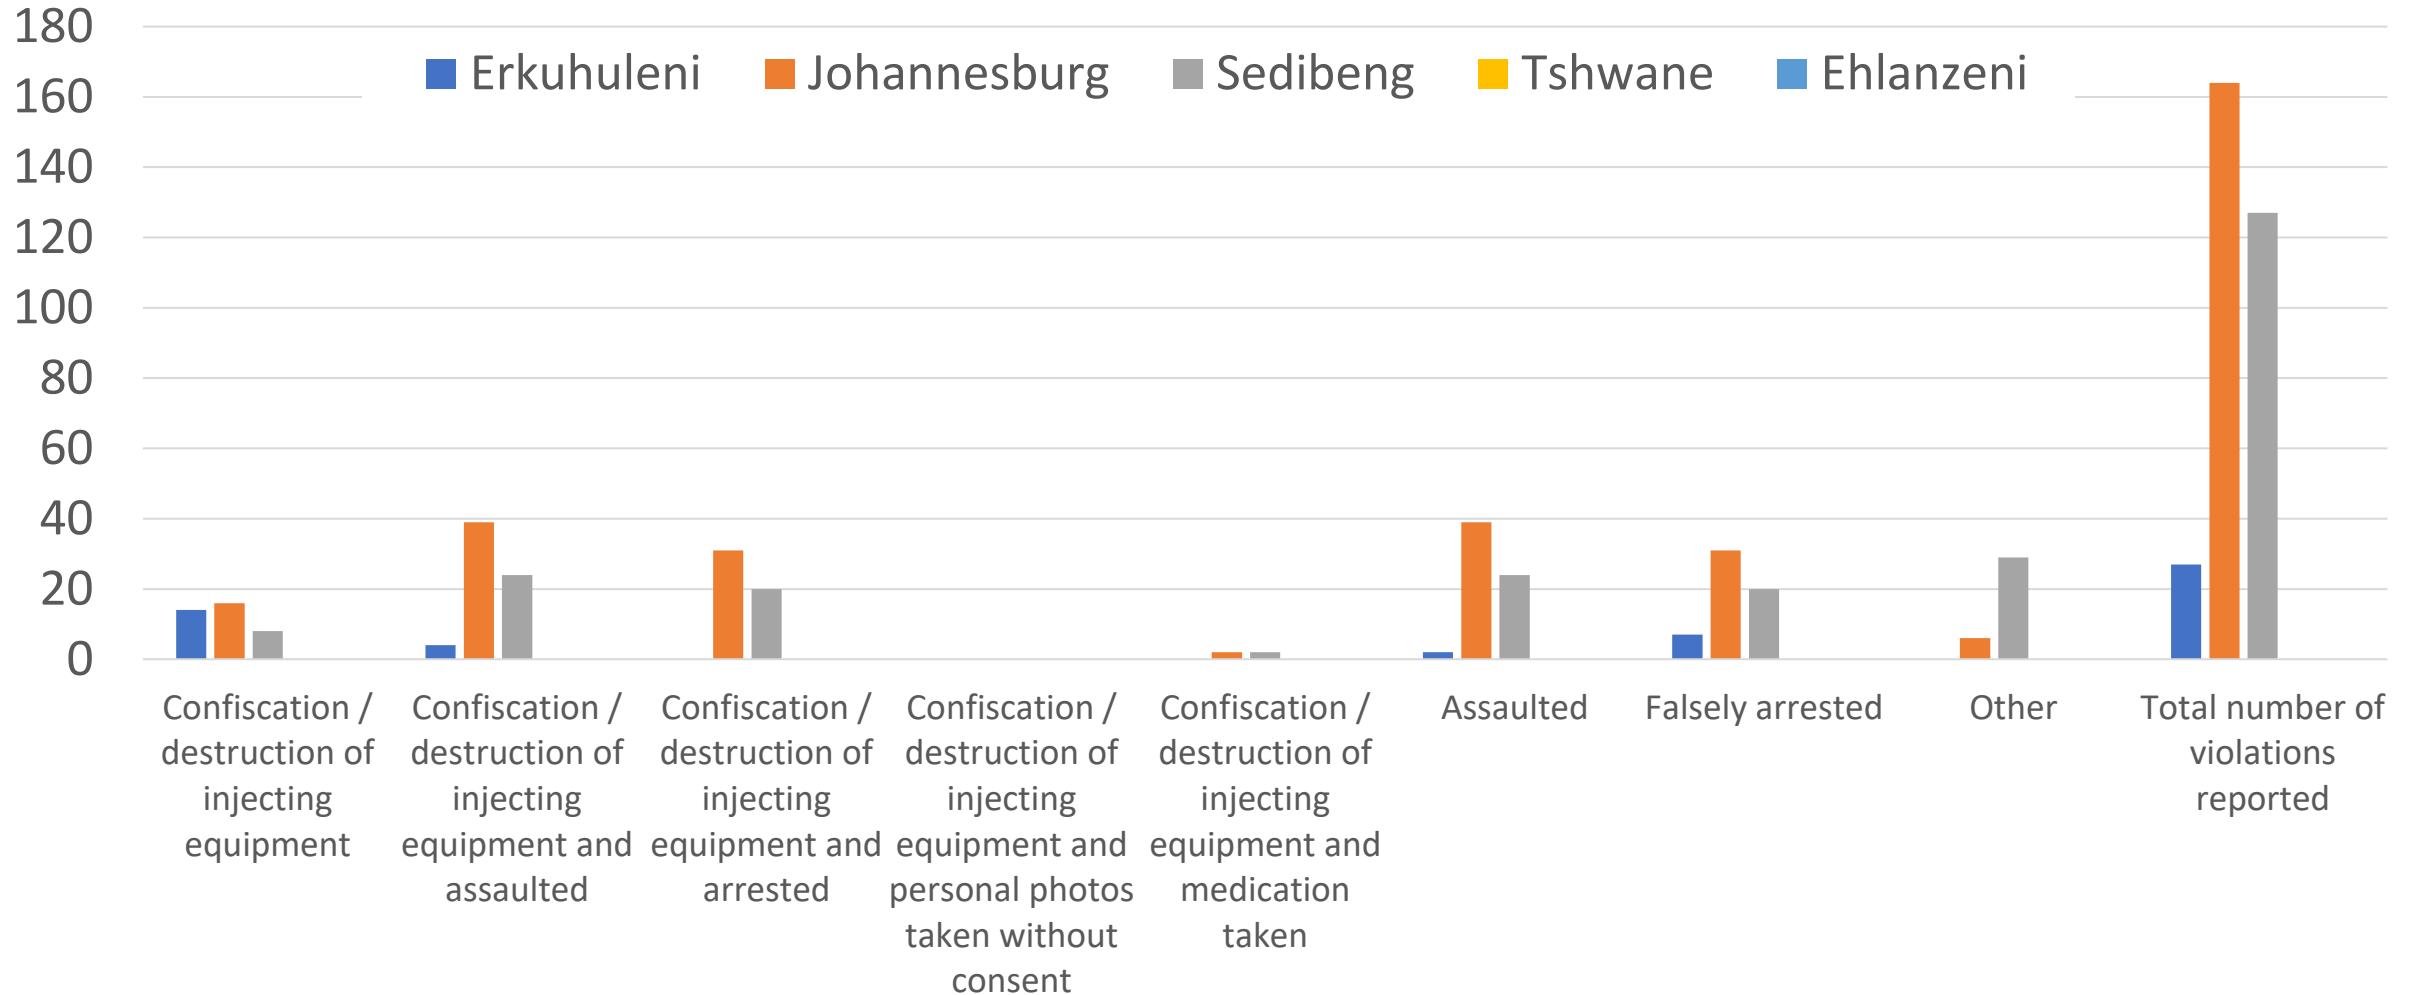 180
Erkuhuleni Johannesburg Sedibeng Tshwane Ehlanzeni
160
140
120
100
80
60
40
20
0
Confiscation /
destruction of
injecting
equipment
Confiscation /
destruction of
injecting
equipment and
assaulted
Confiscation /
destruction of
injecting
equipment and
arrested
Confiscation /
destruction of
injecting
equipment and
personal photos
taken without
consent
Confiscation /
destruction of
injecting
equipment and
medication
taken
Assaulted
Falsely arrested
Other
Total number of
violations
reported